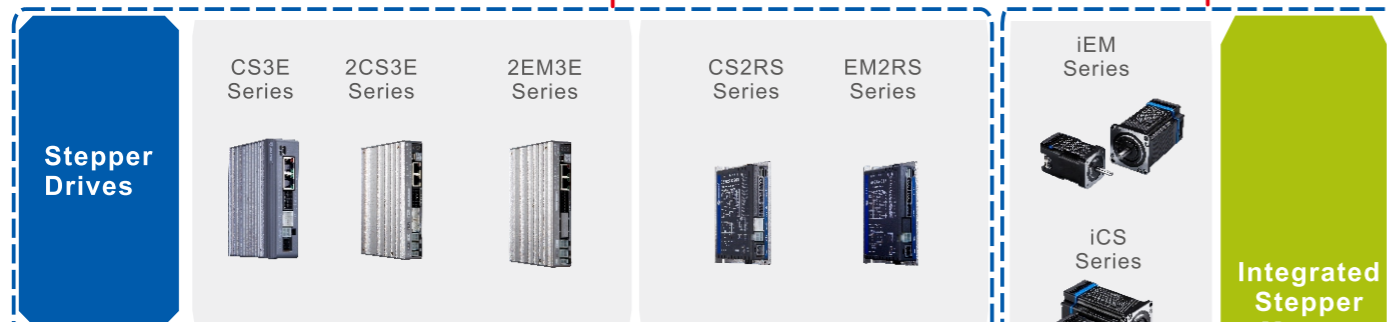 Stepper
Drives
CS3E
Series
2CS3E
Series
2EM3E
Series
CS2RS
Series
EM2RS
Series
iEM
Series
iCS
Series
Integrated
Stepper